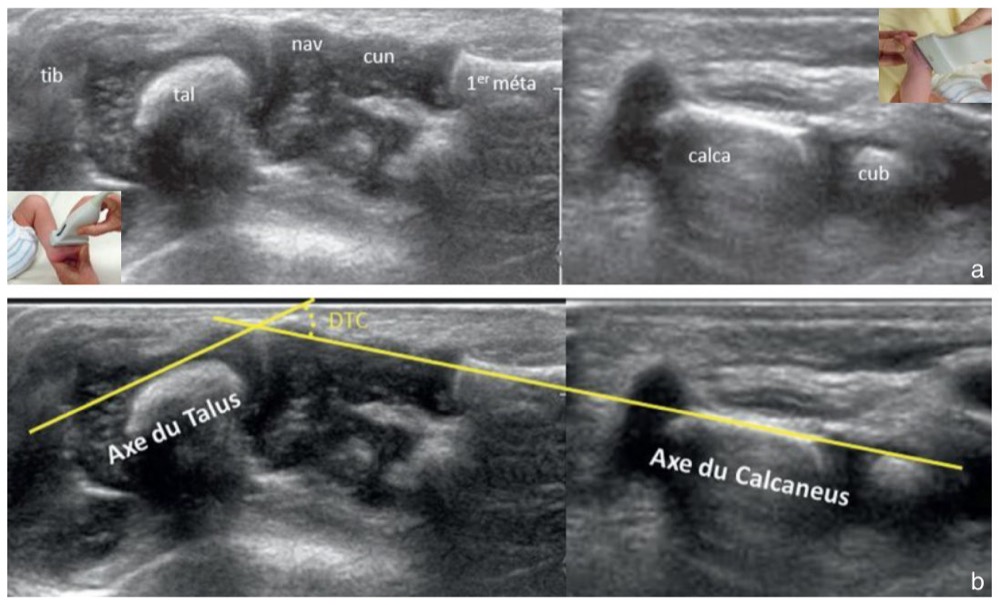 tib
tal
nav
cun
1er méta
calca
cub
a
DTC
Axe du Talus
Axe du Calcaneus
b